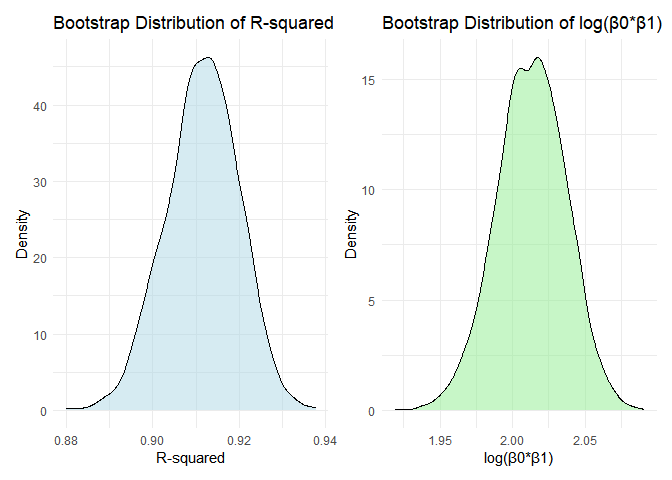 Bootstrap Distribution of R-squared
Density
40
30
20
10
0
0.88 0.90 0.92 0.94
R-squared
Bootstrap Distribution of log(β0*β1)
Density
15
10
5
0
1.95 2.00 2.05
log(β0*β1)